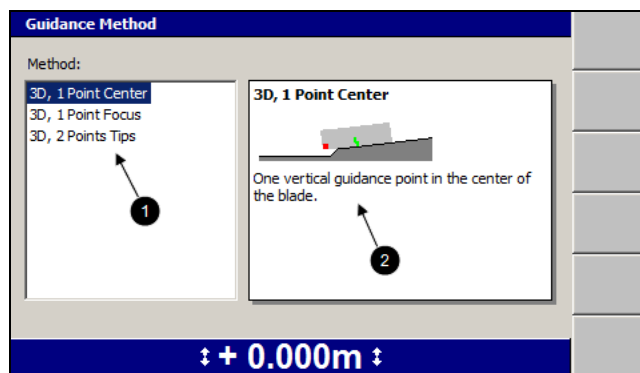 Guidance Method
Method:
3D, 1 Point Center
3D, 1 Point Focus
3D, 2 Points Tips
1
3D, 1 Point Center
One vertical guidance point in the center of
the blade.
2
↕ + 0.000m ↕